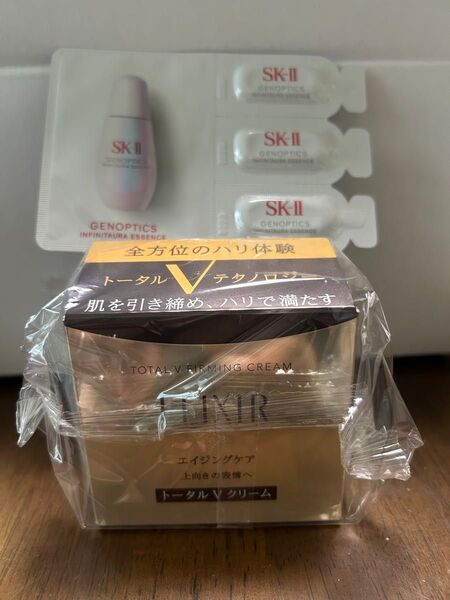 SK-II
GENOPTICS
INFINITAURA ESSENCE
SK-II
GENOPTICS
INFINITAURA ESSENCE
SK-II
GENOPTICS
INFINITAURA ESSENCE
SK-II
GENOPTICS
GENOPTICS
INFINITAURA ESSENCE
全方位のハリ体験
トータル V テクノロジー
肌を引き締め、ハリで満たす
TOTAL V FIRMING CREAM
ELIXIR
エイジングケア
上向きの表情へ
トータル V クリーム